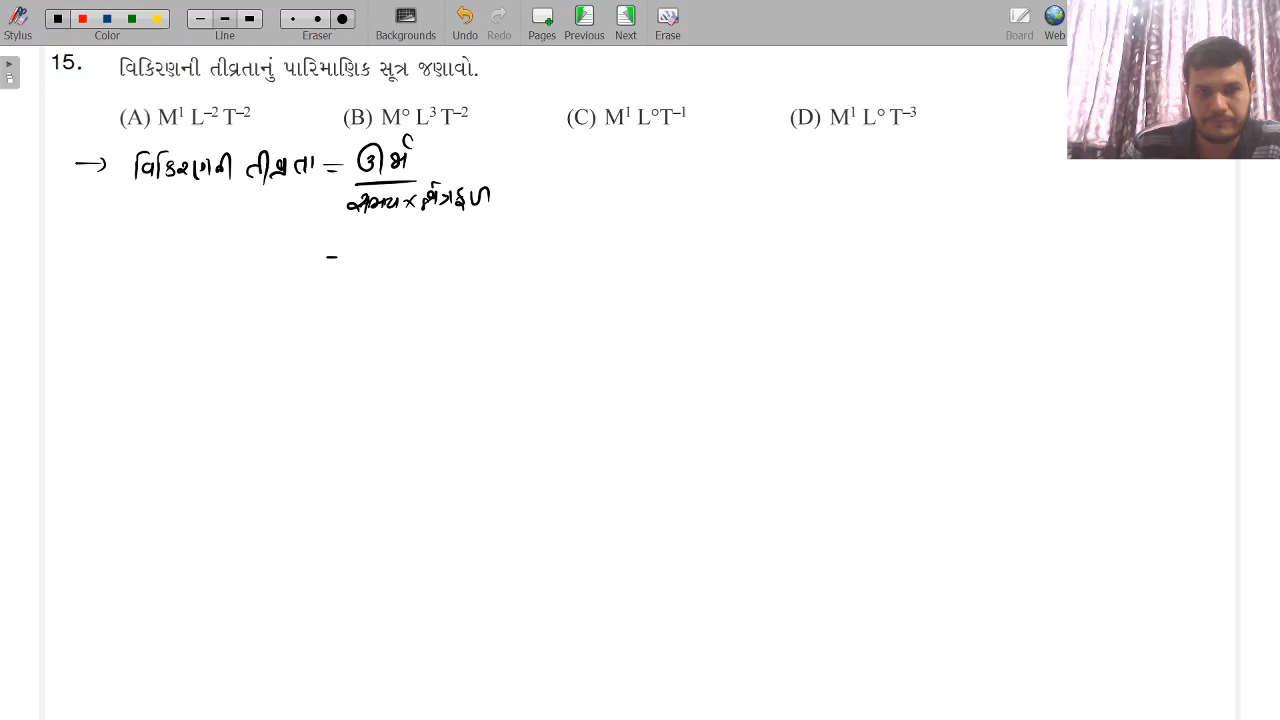 Stylus
Color
Line
Eraser
Backgrounds
Undo
Redo
Pages
Previous
Next
Erase
Board
Web
15. વિકિરણની તીવ્રતાનું પારિમાણિક સૂત્ર જણાવો.
(A) M¹ L⁻² T⁻² (B) M° L³ T⁻² (C) M¹ L°T⁻¹ (D) M¹ L° T⁻³
→ વિકિરણની તીવ્રતા = ઊર્જા
સમય × ક્ષેત્રફળ
=